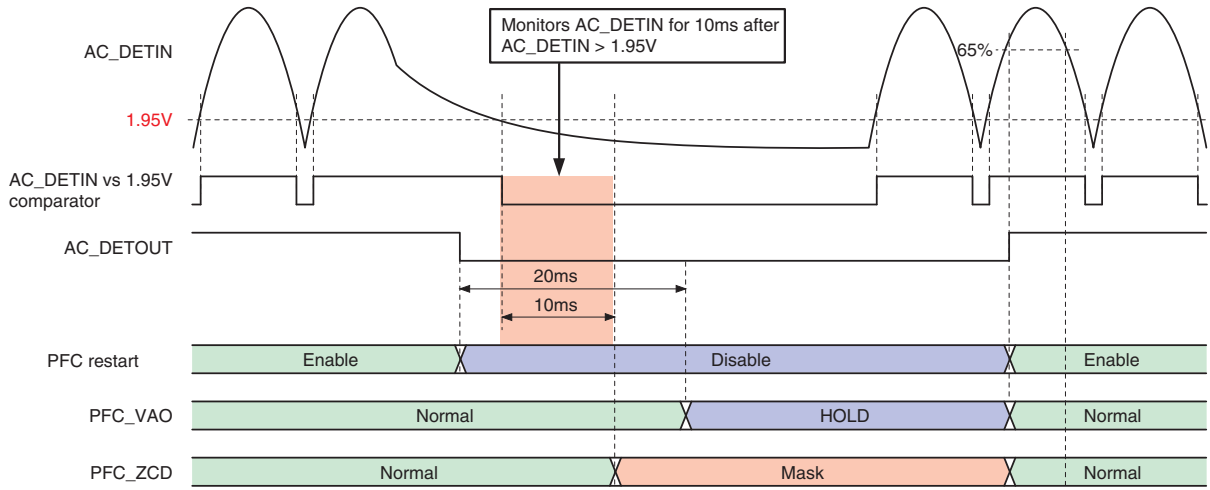 Monitors AC_DETIN for 10ms after
AC_DETIN > 1.95V
AC_DETIN
65%
1.95V
AC_DETIN vs 1.95V
comparator
AC_DETOUT
20ms
10ms
PFC restart
Enable
Disable
Enable
PFC_VAO
Normal
HOLD
Normal
PFC_ZCD
Normal
Mask
Normal